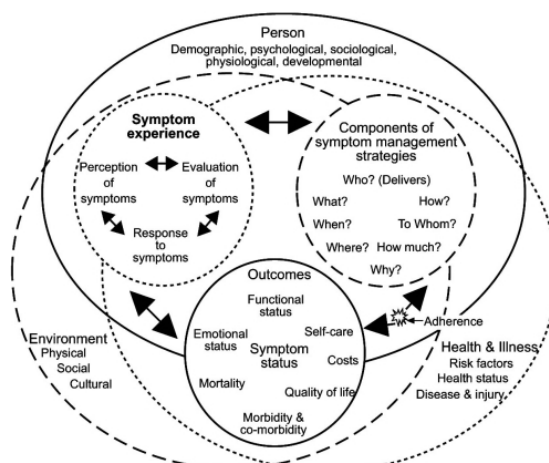 Person
Demographic, psychological, sociological,
physiological, developmental
Symptom
experience
Perception
of
symptoms
Evaluation
of
symptoms
Response
to
symptoms
Components of
symptom management
strategies
Who? (Delivers)
What?
How?
When?
To Whom?
Where?
How much?
Why?
Outcomes
Functional
status
Emotional
status
Self-care
Symptom
status
Costs
Mortality
Quality of life
Morbidity &
co-morbidity
Adherence
Environment
Physical
Social
Cultural
Health & Illness
Risk factors
Health status
Disease & injury